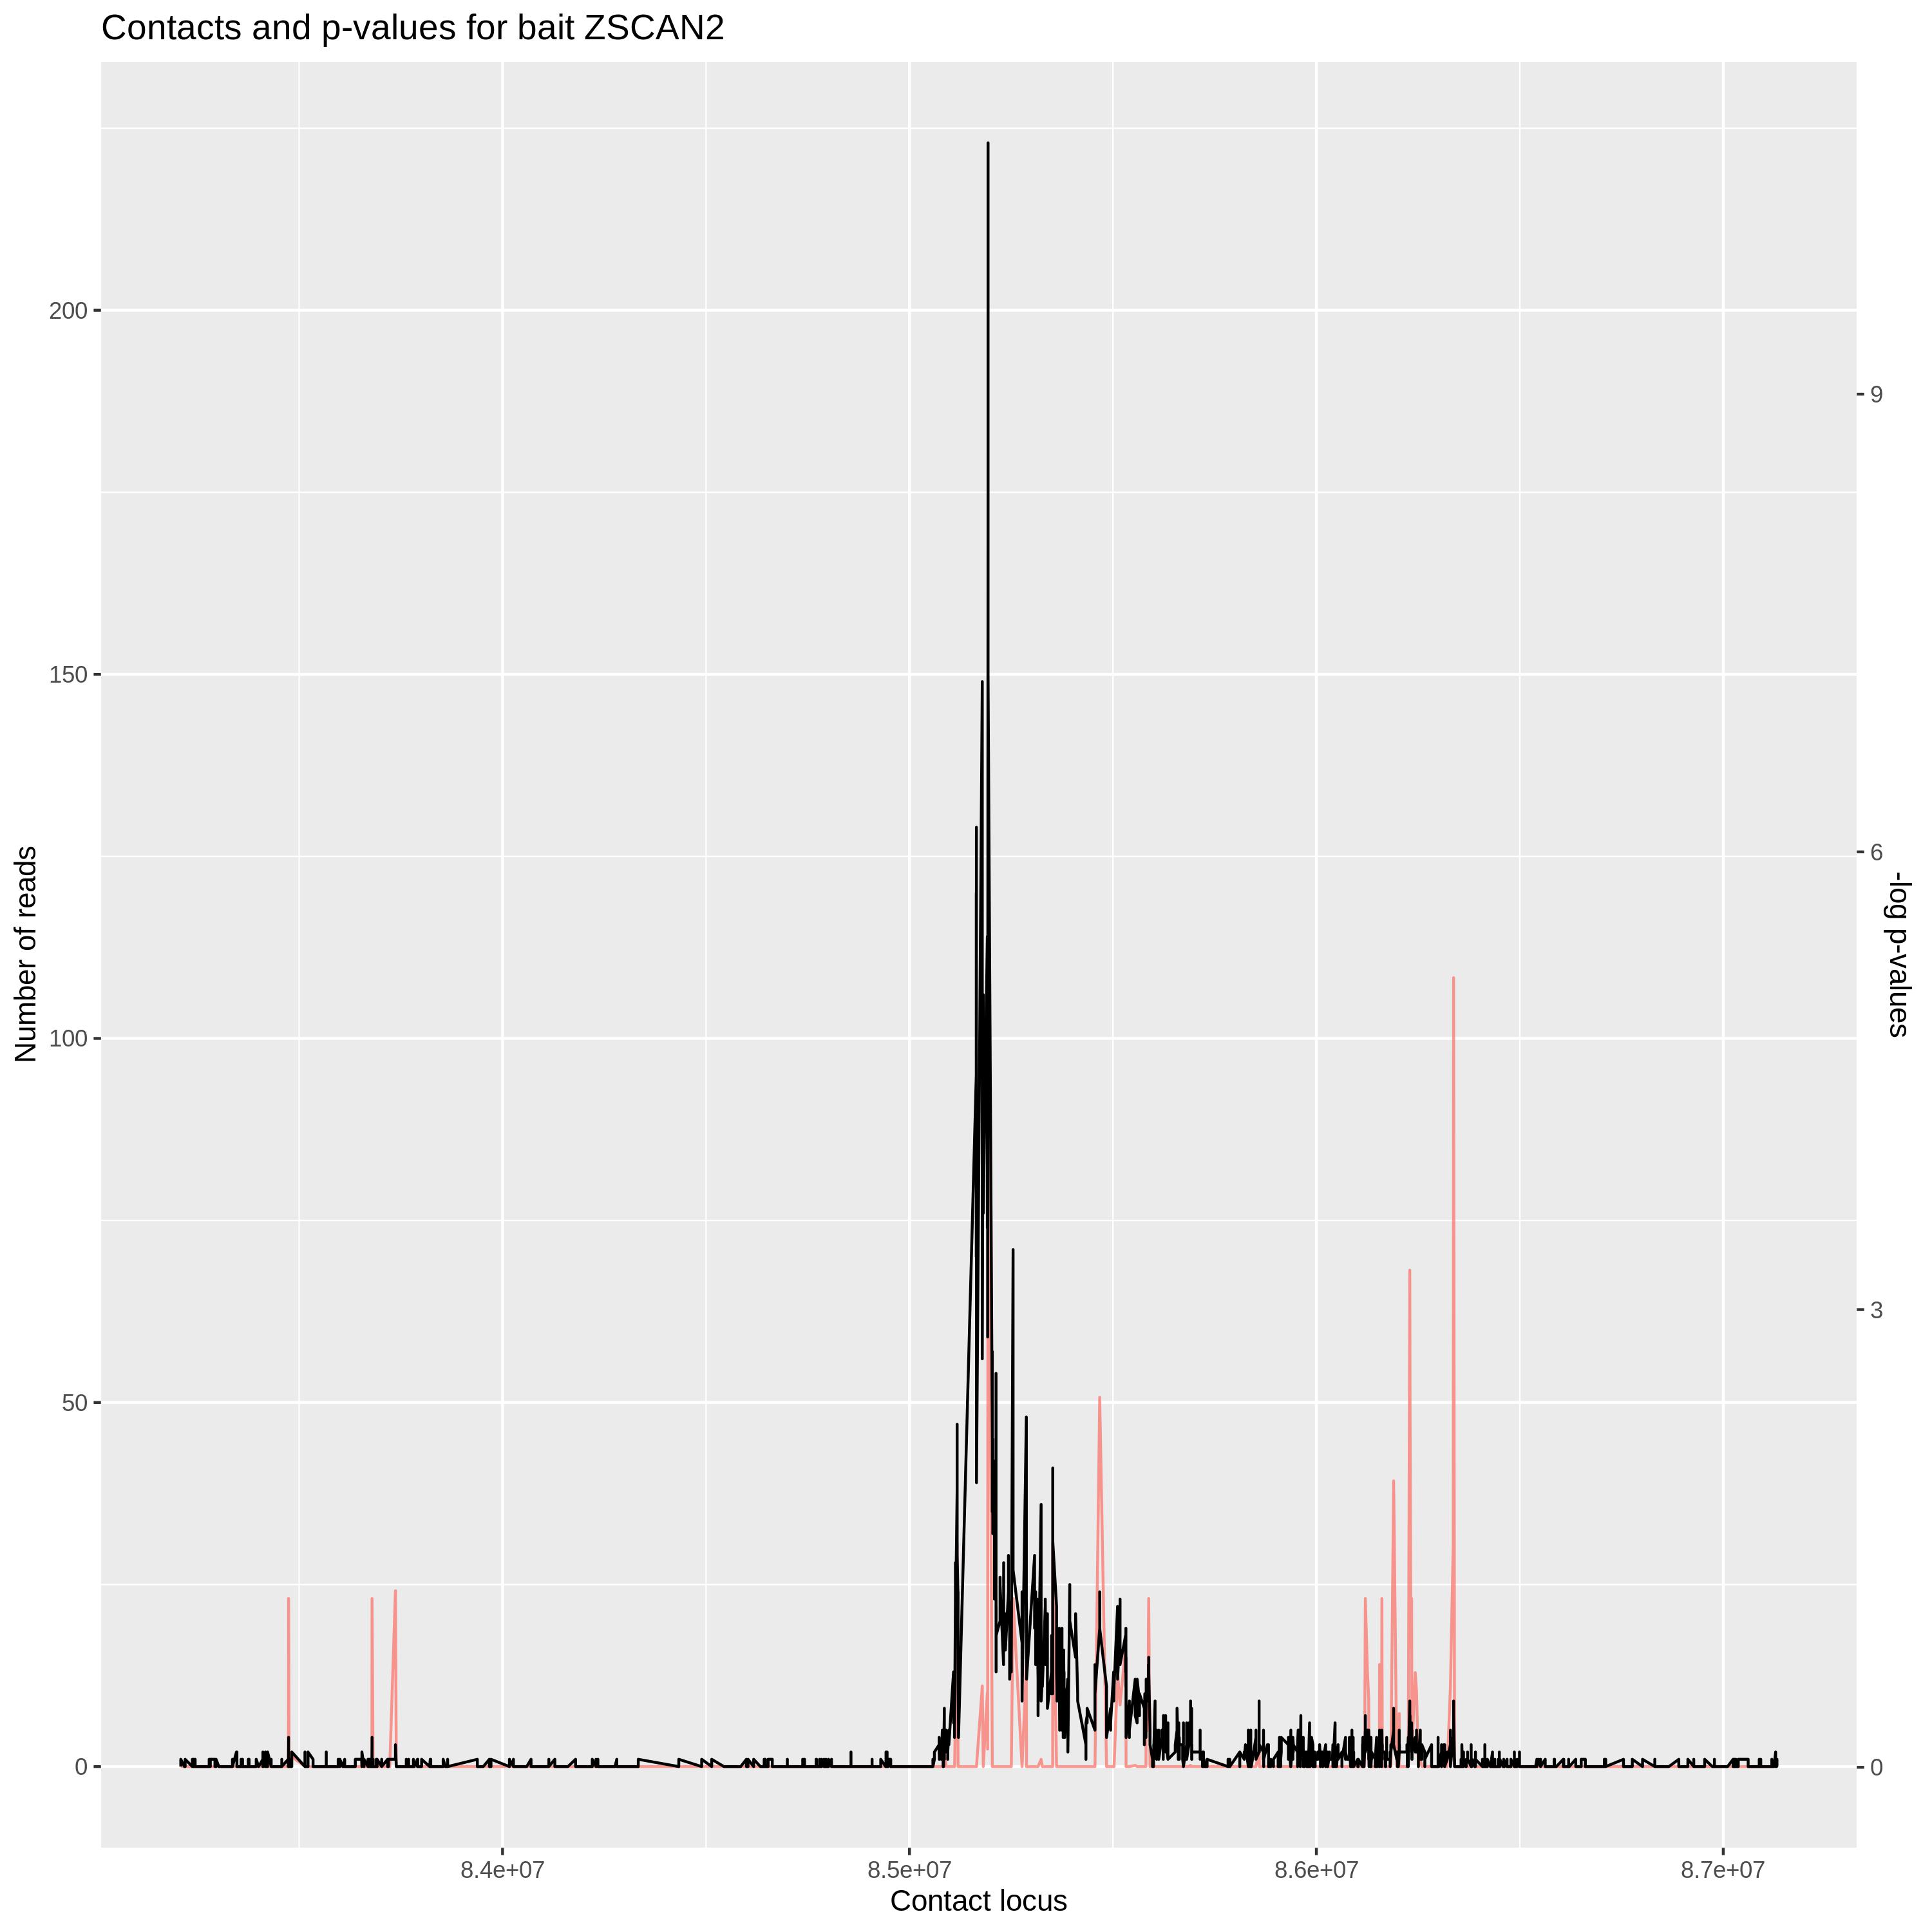 Contacts and p-values for bait ZSCAN2
200
150
100
50
0
Number of reads
9
6
3
0
-log p-values
8.4e+07
8.5e+07
8.6e+07
8.7e+07
Contact locus